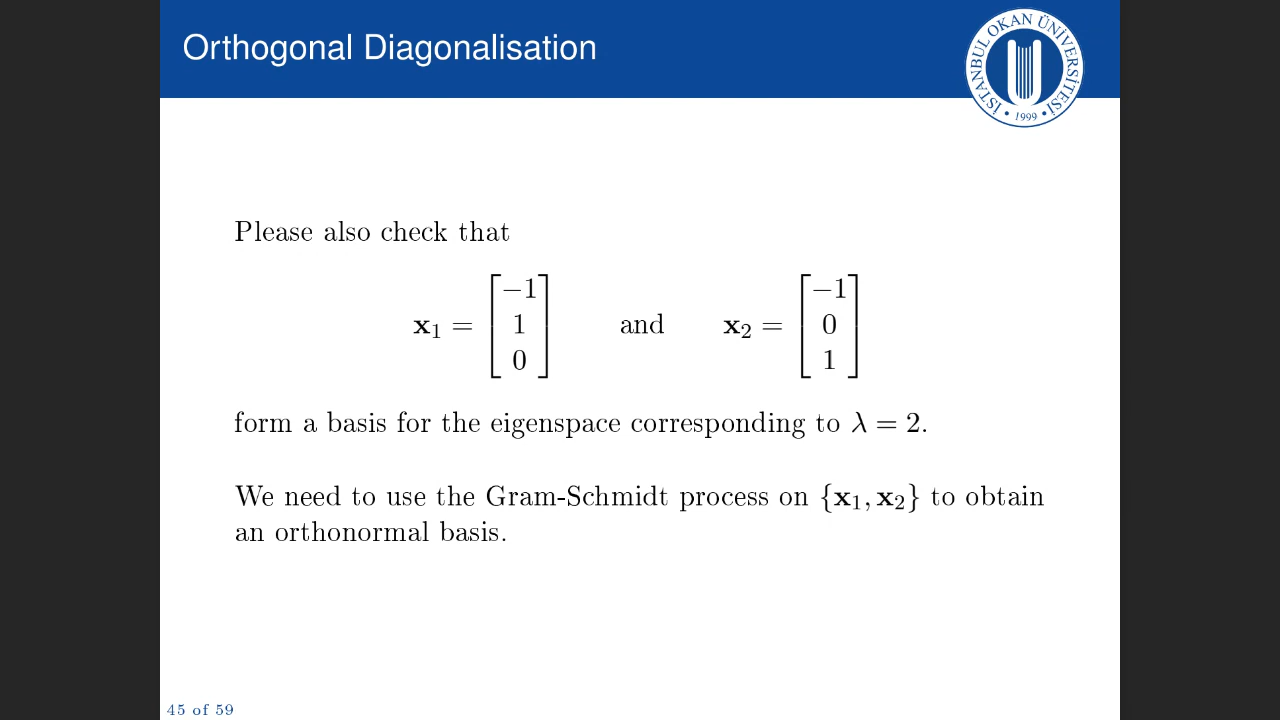 Orthogonal Diagonalisation
İSTANBUL OKAN ÜNİVERSİTESİ
• 1999 •
Please also check that
x₁ = [−1 1 0] and x₂ = [−1 0 1]
form a basis for the eigenspace corresponding to λ = 2.
We need to use the Gram-Schmidt process on {x₁, x₂} to obtain
an orthonormal basis.
45 of 59